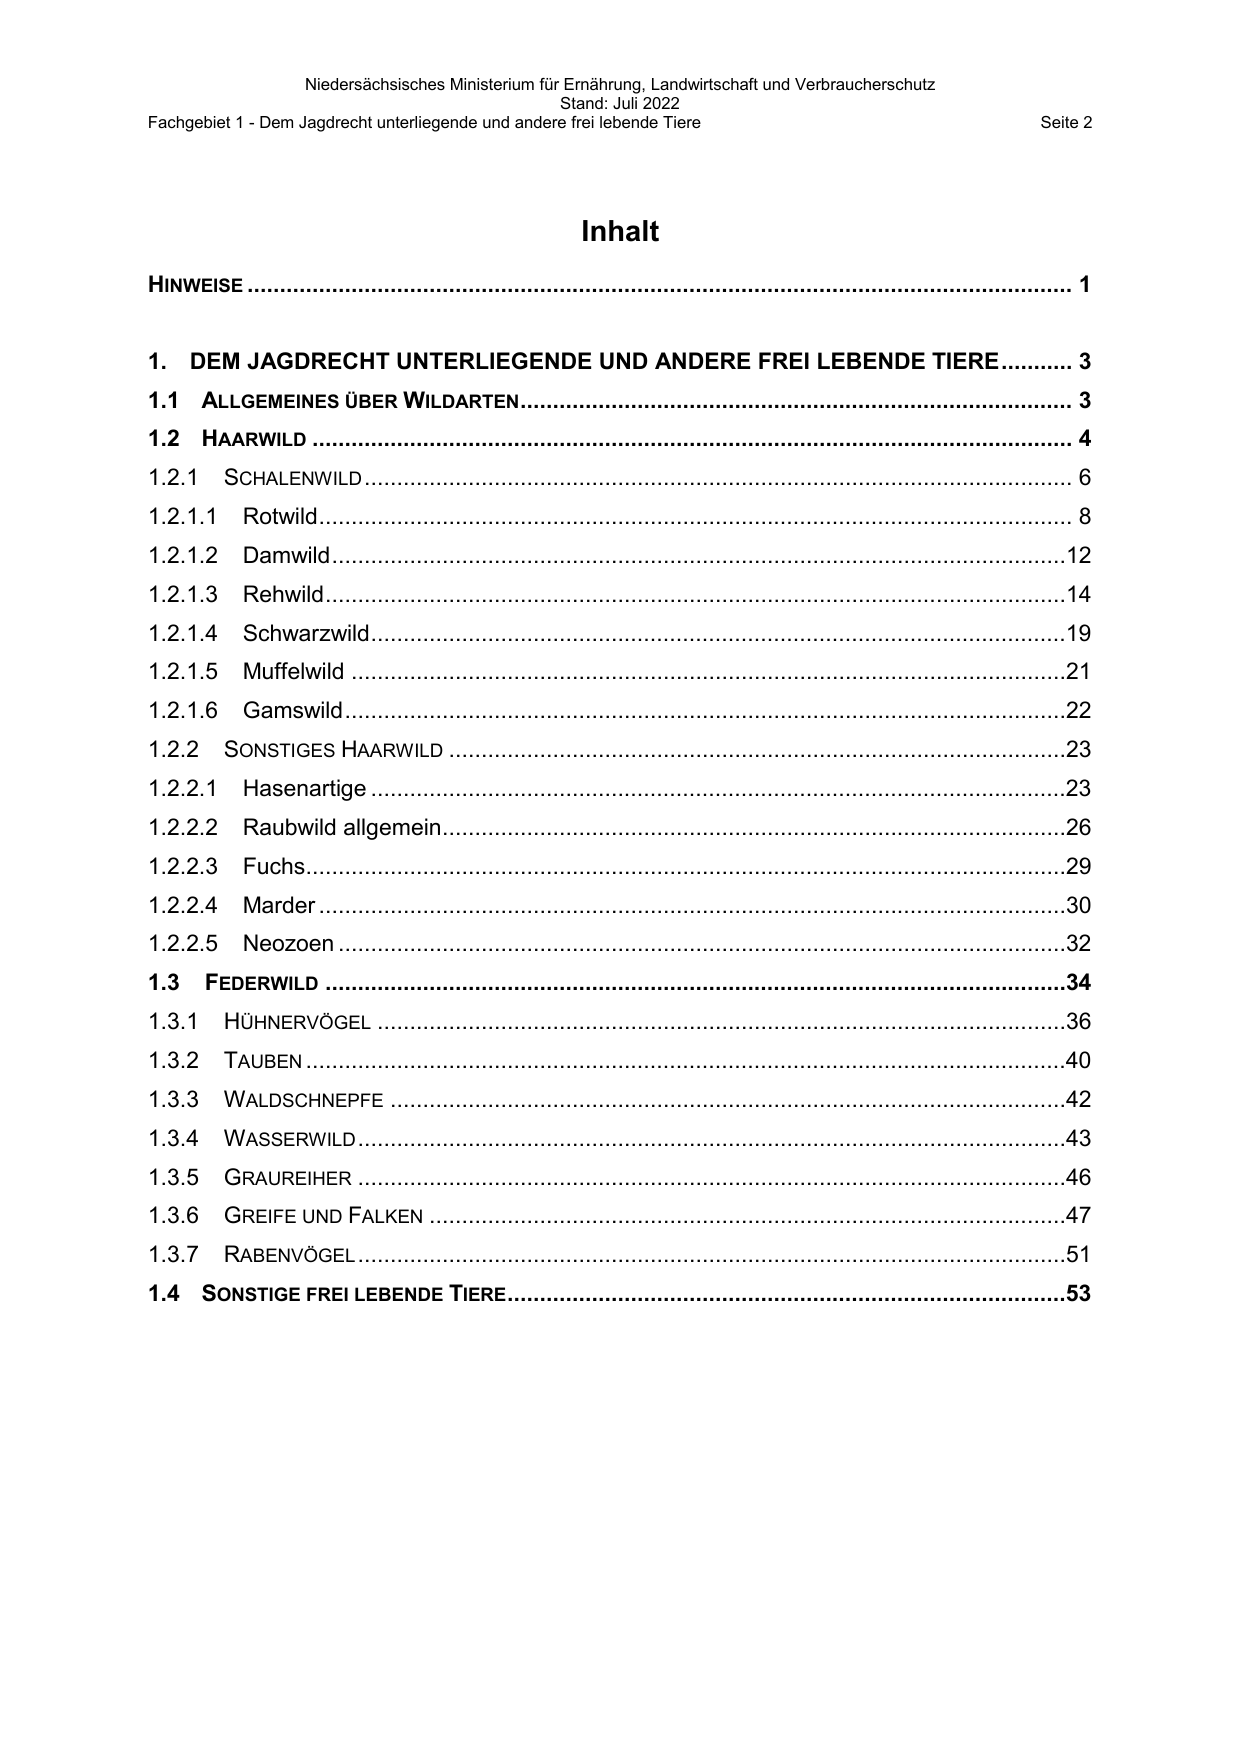 Niedersächsisches Ministerium für Ernährung, Landwirtschaft und Verbraucherschutz
Stand: Juli 2022
Fachgebiet 1 - Dem Jagdrecht unterliegende und andere frei lebende Tiere Seite 2
Inhalt
HINWEISE ........................................................................ 1
1. DEM JAGDRECHT UNTERLIEGENDE UND ANDERE FREI LEBENDE TIERE ........... 3
1.1 ALLGEMEINES ÜBER WILDARTEN ........................................................................ 3
1.2 HAARWILD ........................................................................ 4
1.2.1 SCHALENWILD ........................................................................ 6
1.2.1.1 Rotwild ........................................................................ 8
1.2.1.2 Damwild ........................................................................ 12
1.2.1.3 Rehwild ........................................................................ 14
1.2.1.4 Schwarzwild ........................................................................ 19
1.2.1.5 Muffelwild ........................................................................ 21
1.2.1.6 Gamswild ........................................................................ 22
1.2.2 SONSTIGES HAARWILD ........................................................................ 23
1.2.2.1 Hasenartige ........................................................................ 23
1.2.2.2 Raubwild allgemein ........................................................................ 26
1.2.2.3 Fuchs ........................................................................ 29
1.2.2.4 Marder ........................................................................ 30
1.2.2.5 Neozoen ........................................................................ 32
1.3 FEDERWILD ........................................................................ 34
1.3.1 HÜHNERVÖGEL ........................................................................ 36
1.3.2 TAUBEN ........................................................................ 40
1.3.3 WALDSCHNEPFE ........................................................................ 42
1.3.4 WASSERWILD ........................................................................ 43
1.3.5 GRAUREIHER ........................................................................ 46
1.3.6 GREIFE UND FALKEN ........................................................................ 47
1.3.7 RABENVÖGEL ........................................................................ 51
1.4 SONSTIGE FREI LEBENDE TIERE ........................................................................ 53